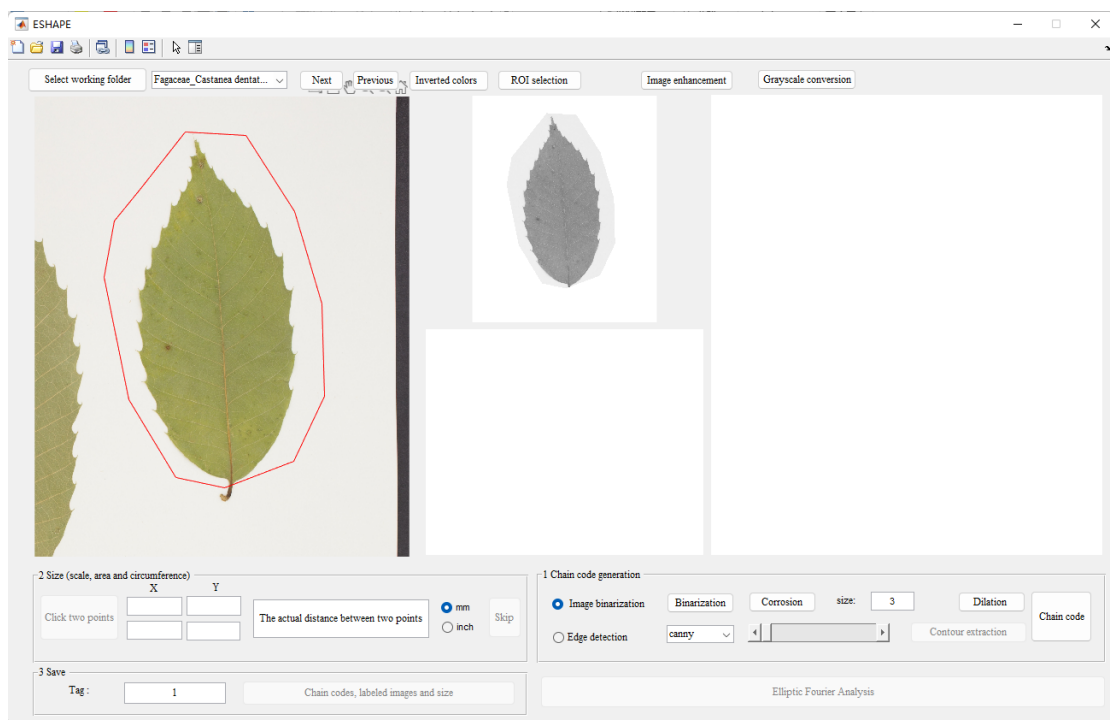 ESHAPE
Select working folder
Fagaceae_Castanea dentat...
Next
Previous
Inverted colors
ROI selection
Image enhancement
Grayscale conversion
2 Size (scale, area and circumference)
X Y
Click two points
The actual distance between two points
mm
inch
Skip
1 Chain code generation
Image binarization
Binarization
Corrosion
size:
3
Dilation
Chain code
Edge detection
canny
Contour extraction
3 Save
Tag :
1
Chain codes, labeled images and size
Elliptic Fourier Analysis